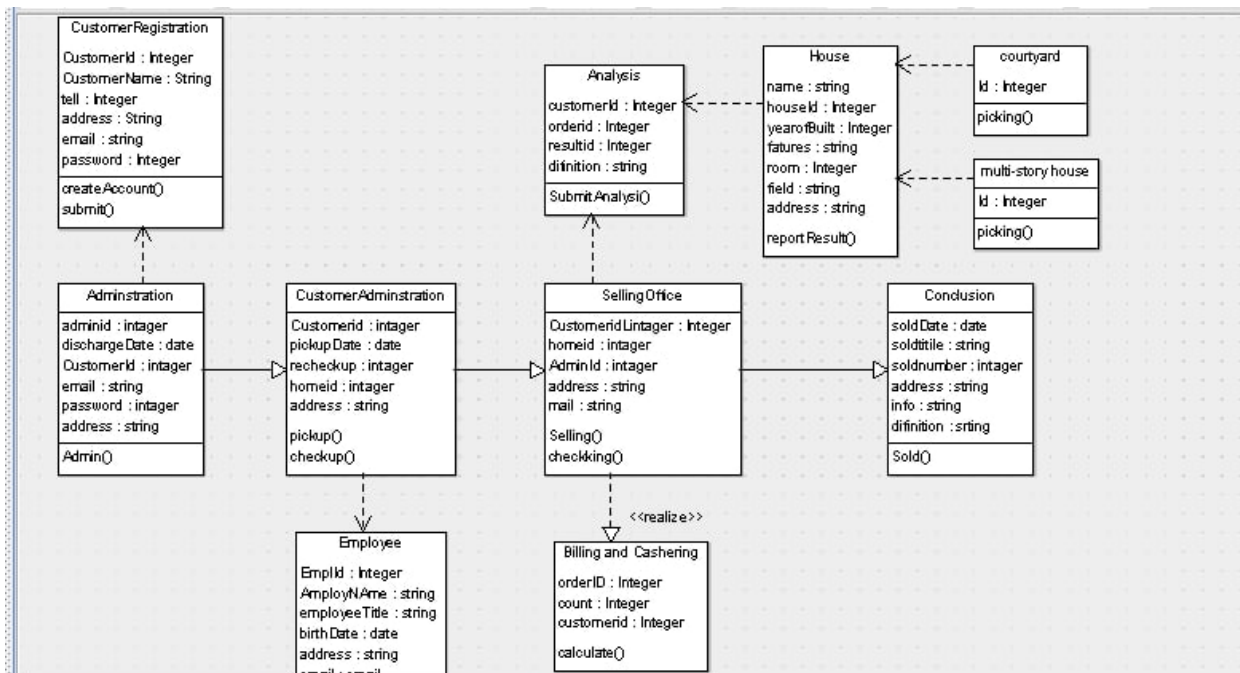 CustomerRegistration
CustomerId : Integer
CustomerName : String
tell : Integer
address : String
email : string
password : Integer
createAccount()
submit()
Analysis
customerId : Integer
orderid : Integer
resultid : Integer
difinition : string
SubmitAnalysi()
House
name : string
houseId : Integer
yearofBuilt : Integer
fatures : string
room : Integer
field : string
address : string
reportResult()
courtyard
Id : Integer
picking()
multi-story house
Id : Integer
picking()
Adminstration
adminid : intager
dischargeDate : date
CustomerId : integer
email : string
password : intager
address : string
Admin()
CustomerAdminstration
Customerid : intager
pickupDate : date
recheckup : intager
homeid : intager
address : string
pickup()
checkup()
SellingOffice
CustomeridLintager : Integer
homeid : intager
AdminId : intager
address : string
mail : string
Selling()
checkking()
Conclusion
soldDate : date
soldtitile : string
soldnumber : integer
address : string
info : string
difinition : srting
Sold()
Employee
EmplId : Integer
AmployNAme : string
employeeTitle : string
birthDate : date
address : string
email : email
<<realize>>
Billing and Cashering
orderID : Integer
count : Integer
customerid : Integer
calculate()